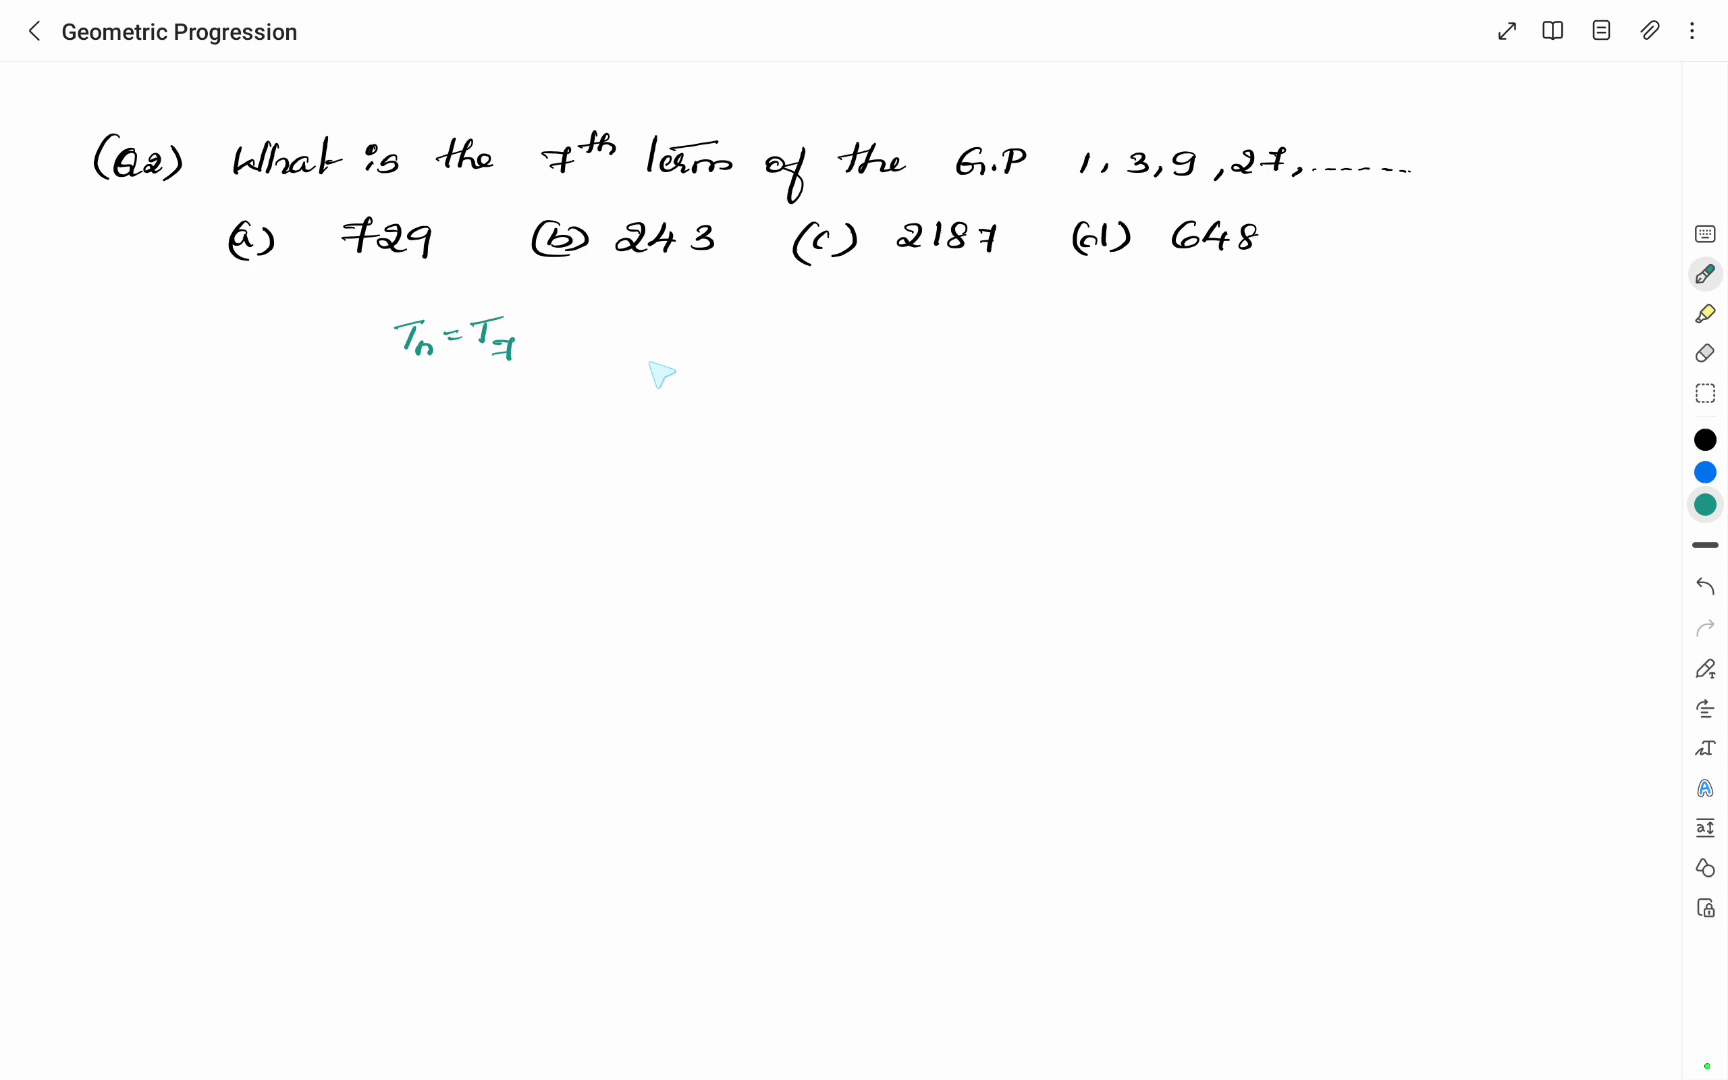 Geometric Progression
(Q2) What is the 7th term of the G.P 1, 3, 9, 27, .......
(a) 729 (b) 243 (c) 2187 (d) 648
Tn = T7